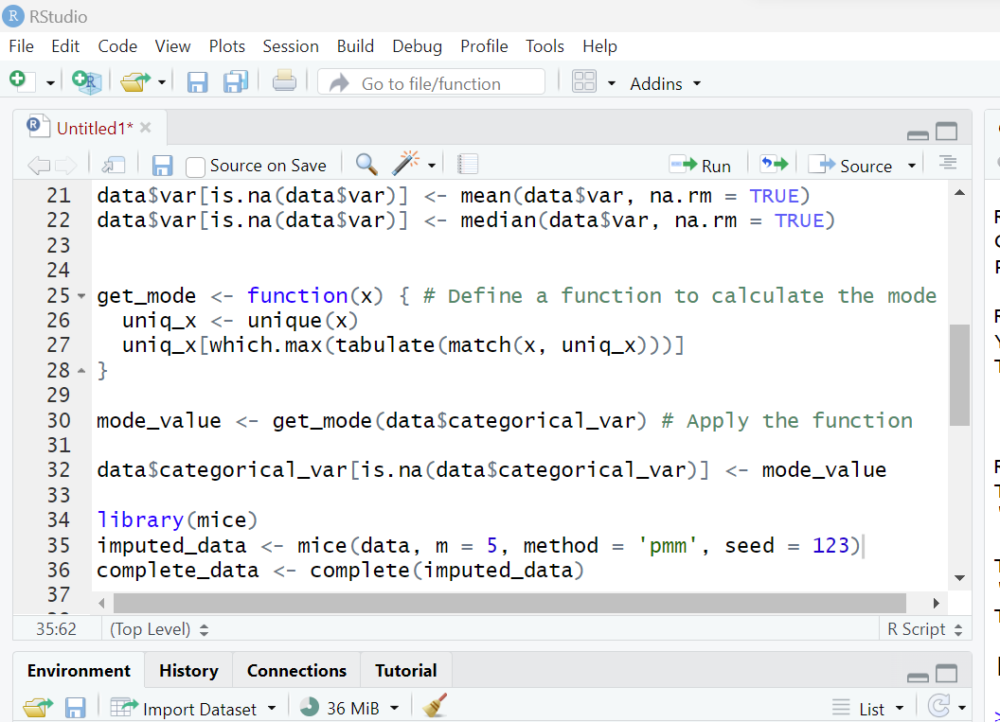 RStudio
File Edit Code View Plots Session Build Debug Profile Tools Help
Go to file/function Addins
Untitled1*
Source on Save Run Source
21 data$var[is.na(data$var)] <- mean(data$var, na.rm = TRUE)
22 data$var[is.na(data$var)] <- median(data$var, na.rm = TRUE)
23
24
25 get_mode <- function(x) { # Define a function to calculate the mode
26 uniq_x <- unique(x)
27 uniq_x[which.max(tabulate(match(x, uniq_x)))]
28 }
29
30 mode_value <- get_mode(data$categorical_var) # Apply the function
31
32 data$categorical_var[is.na(data$categorical_var)] <- mode_value
33
34 library(mice)
35 imputed_data <- mice(data, m = 5, method = 'pmm', seed = 123)
36 complete_data <- complete(imputed_data)
37
35:62 (Top Level) R Script
Environment History Connections Tutorial
Import Dataset 36 MiB List